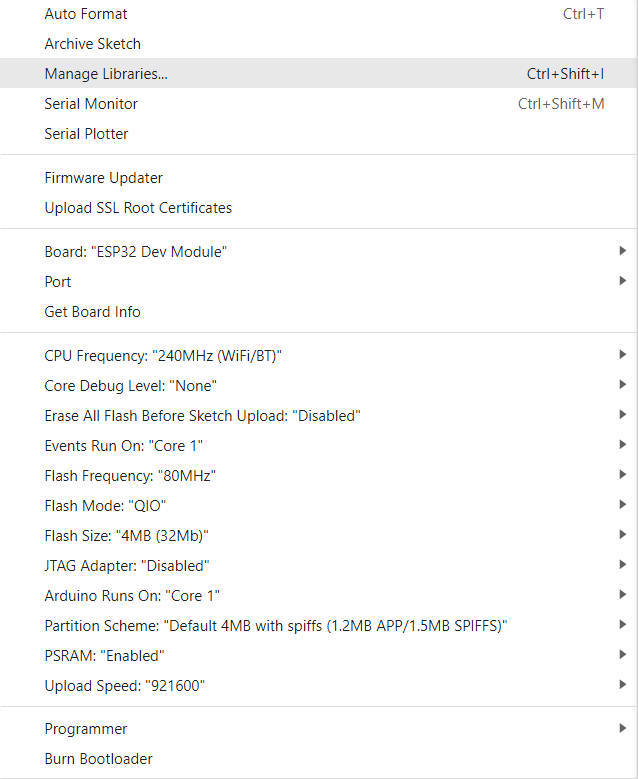 Auto Format Ctrl+T
Archive Sketch
Manage Libraries... Ctrl+Shift+I
Serial Monitor Ctrl+Shift+M
Serial Plotter
Firmware Updater
Upload SSL Root Certificates
Board: "ESP32 Dev Module"
Port
Get Board Info
CPU Frequency: "240MHz (WiFi/BT)"
Core Debug Level: "None"
Erase All Flash Before Sketch Upload: "Disabled"
Events Run On: "Core 1"
Flash Frequency: "80MHz"
Flash Mode: "QIO"
Flash Size: "4MB (32Mb)"
JTAG Adapter: "Disabled"
Arduino Runs On: "Core 1"
Partition Scheme: "Default 4MB with spiffs (1.2MB APP/1.5MB SPIFFS)"
PSRAM: "Enabled"
Upload Speed: "921600"
Programmer
Burn Bootloader